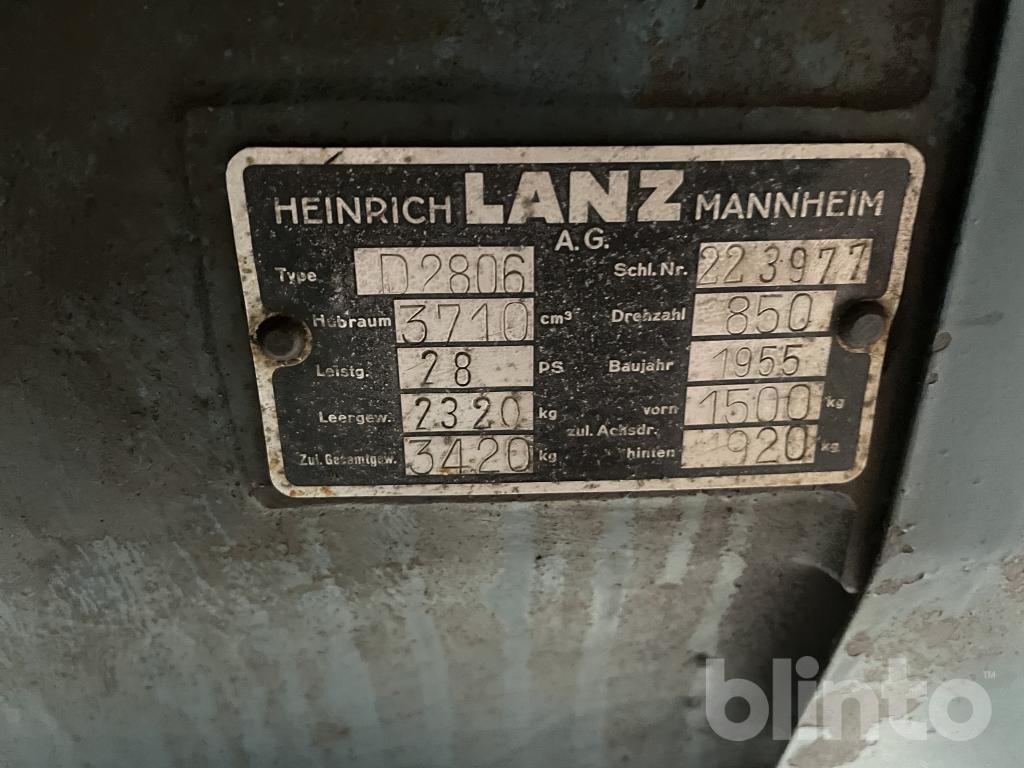 HEINRICH LANZ MANNHEIM
A.G.
Type D2806 Schl. Nr. 223977
Hubraum 3710 cm³ Drehzahl 850
Leistg. 28 PS Baujahr 1955
Leergew. 2320 kg vorn 1500 kg
zul. Achsdr.
Zul. Gesamtgew. 3420 kg hinten 1920 kg
blinto™